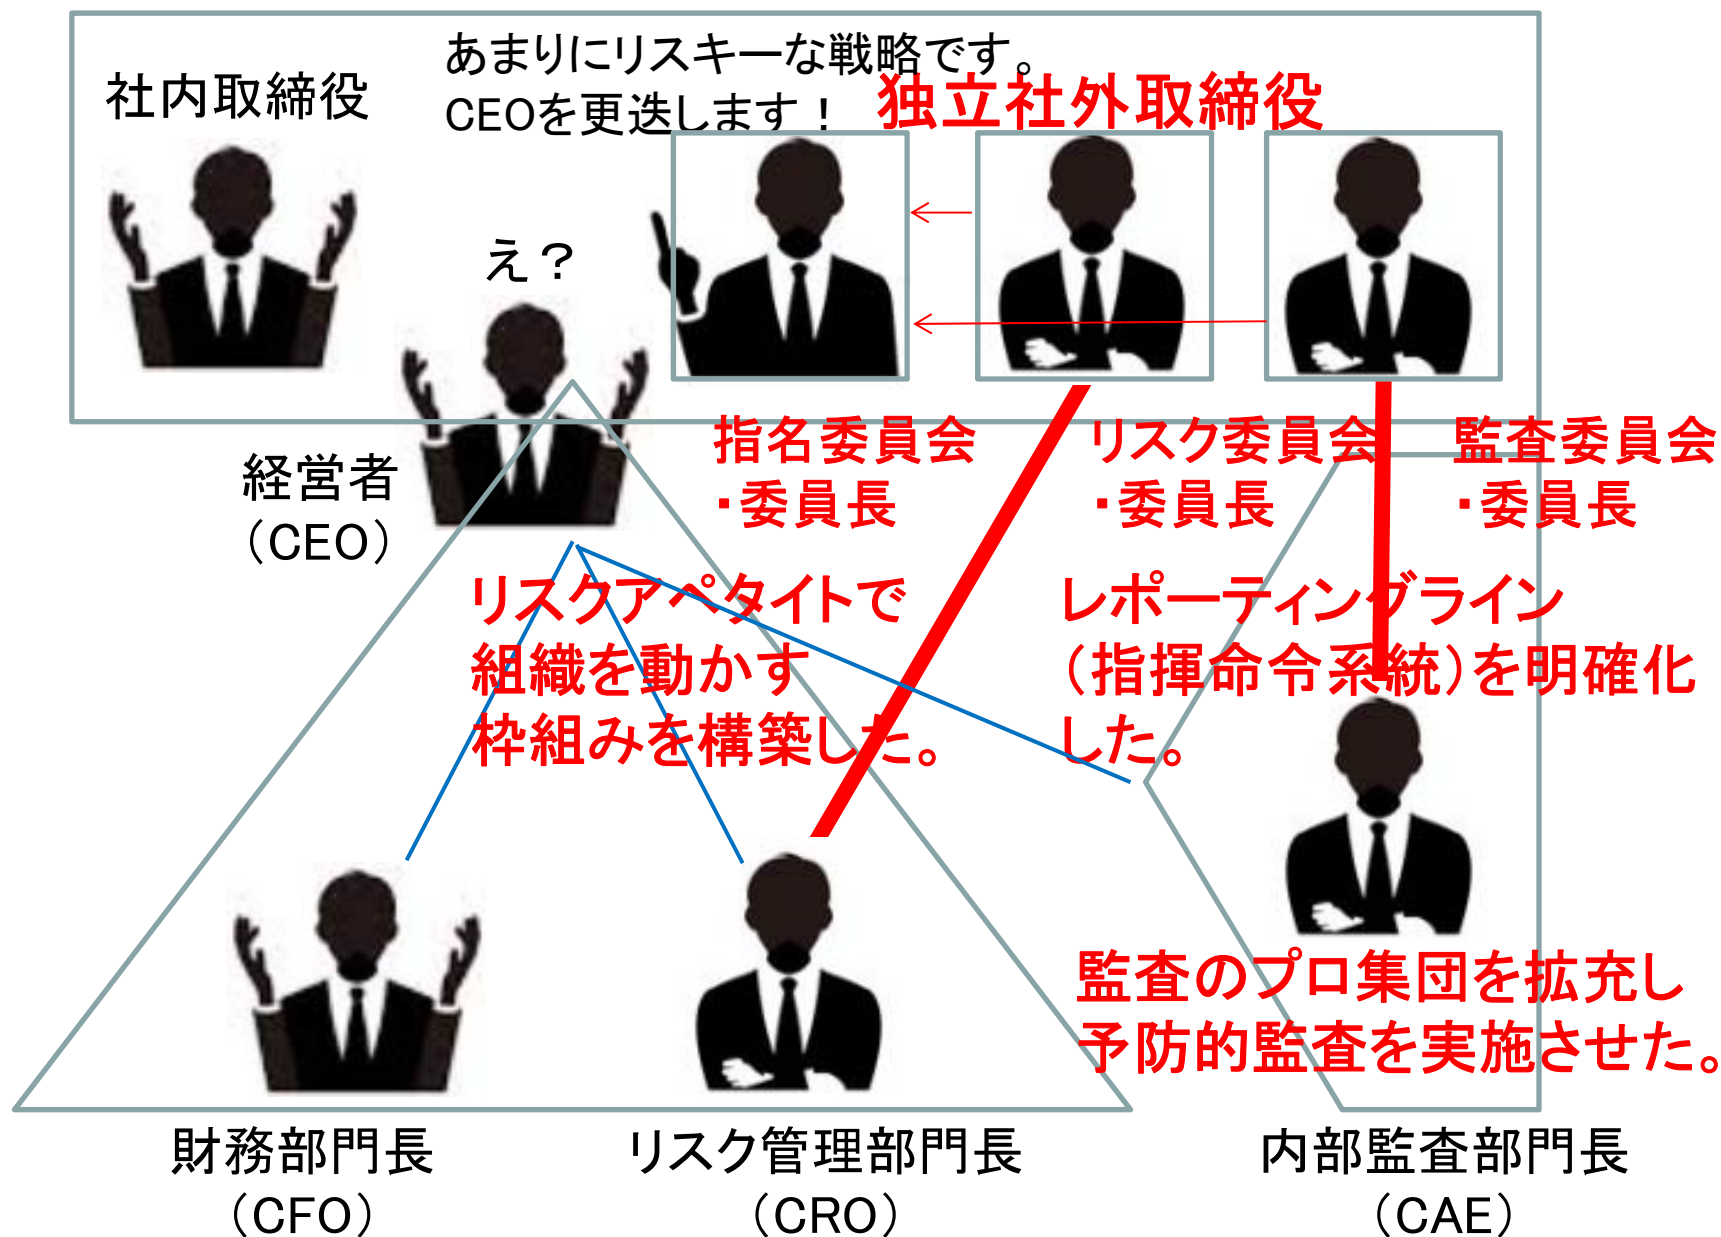 あまりにリスキーな戦略です。
CEOを更迭します！
社内取締役
独立社外取締役
え？
経営者
（CEO）
指名委員会
・委員長
リスク委員会
・委員長
監査委員会
・委員長
リスクアペタイトで
組織を動かす
枠組みを構築した。
レポーティングライン
（指揮命令系統）を明確化
した。
監査のプロ集団を拡充し
予防的監査を実施させた。
財務部門長
（CFO）
リスク管理部門長
（CRO）
内部監査部門長
（CAE）